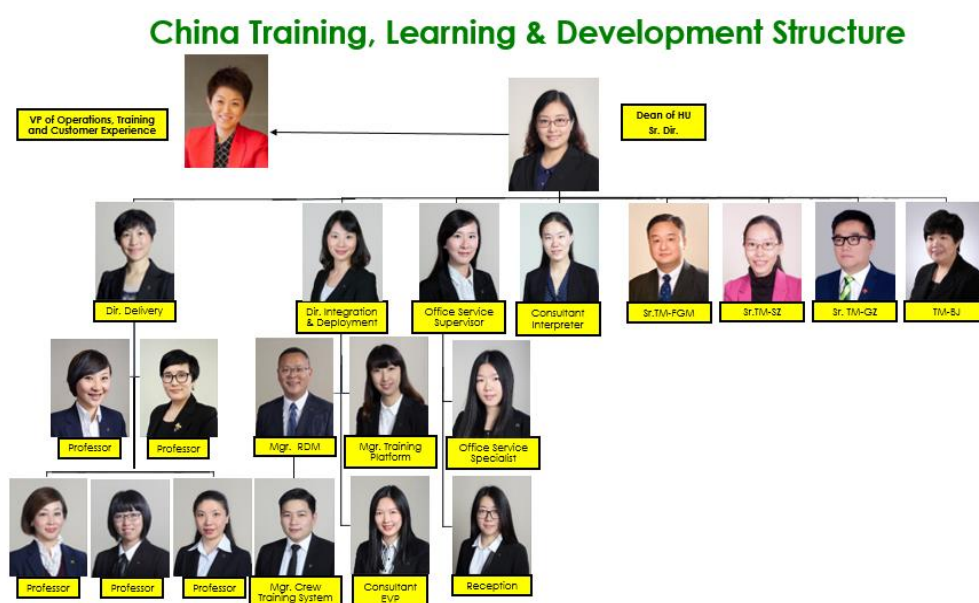 China Training, Learning & Development Structure
VP of Operations, Training
and Customer Experience
Dean of HU
Sr. Dir.
Dir. Delivery
Dir. Integration
& Deployment
Office Service
Supervisor
Consultant
Interpreter
Sr.TM-FGM
Sr.TM-SZ
Sr. TM-GZ
TM-BJ
Professor
Professor
Mgr. RDM
Mgr. Training
Platform
Office Service
Specialist
Professor
Professor
Professor
Mgr. Crew
Training System
Consultant
EVP
Reception